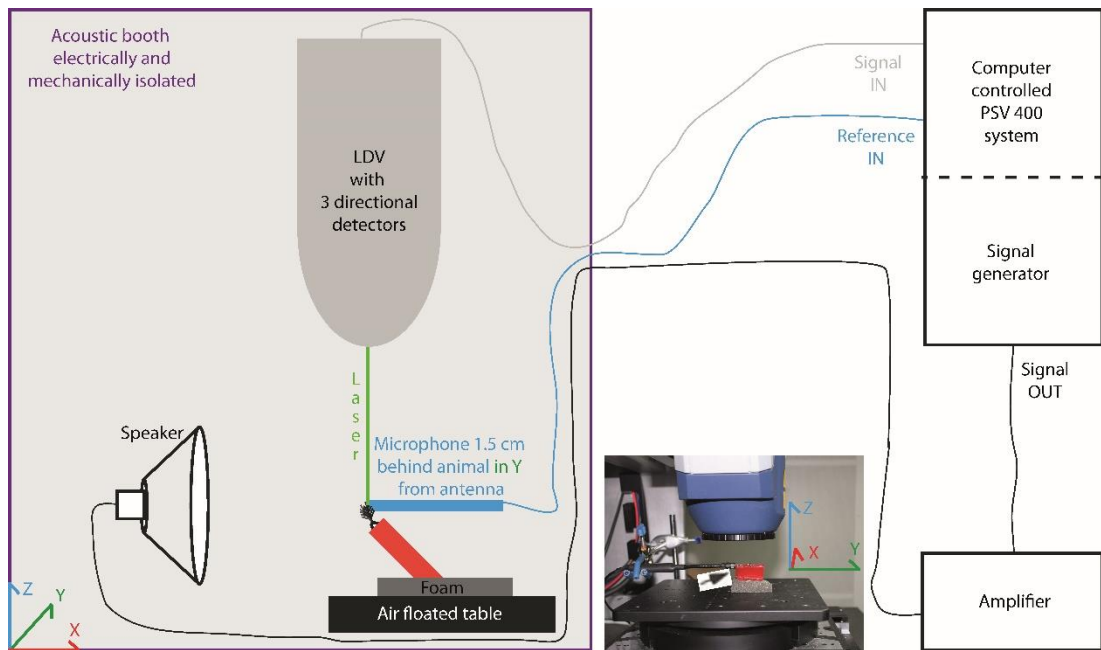 Acoustic booth
electrically and
mechanically isolated
LDV
with
3 directional
detectors
Signal
IN
Reference
IN
Computer
controlled
PSV 400
system
Signal
generator
Signal
OUT
Laser
Speaker
Microphone 1.5 cm
behind animal in Y
from antenna
Foam
Air floated table
Z
Y
X
Z
X
Y
Amplifier